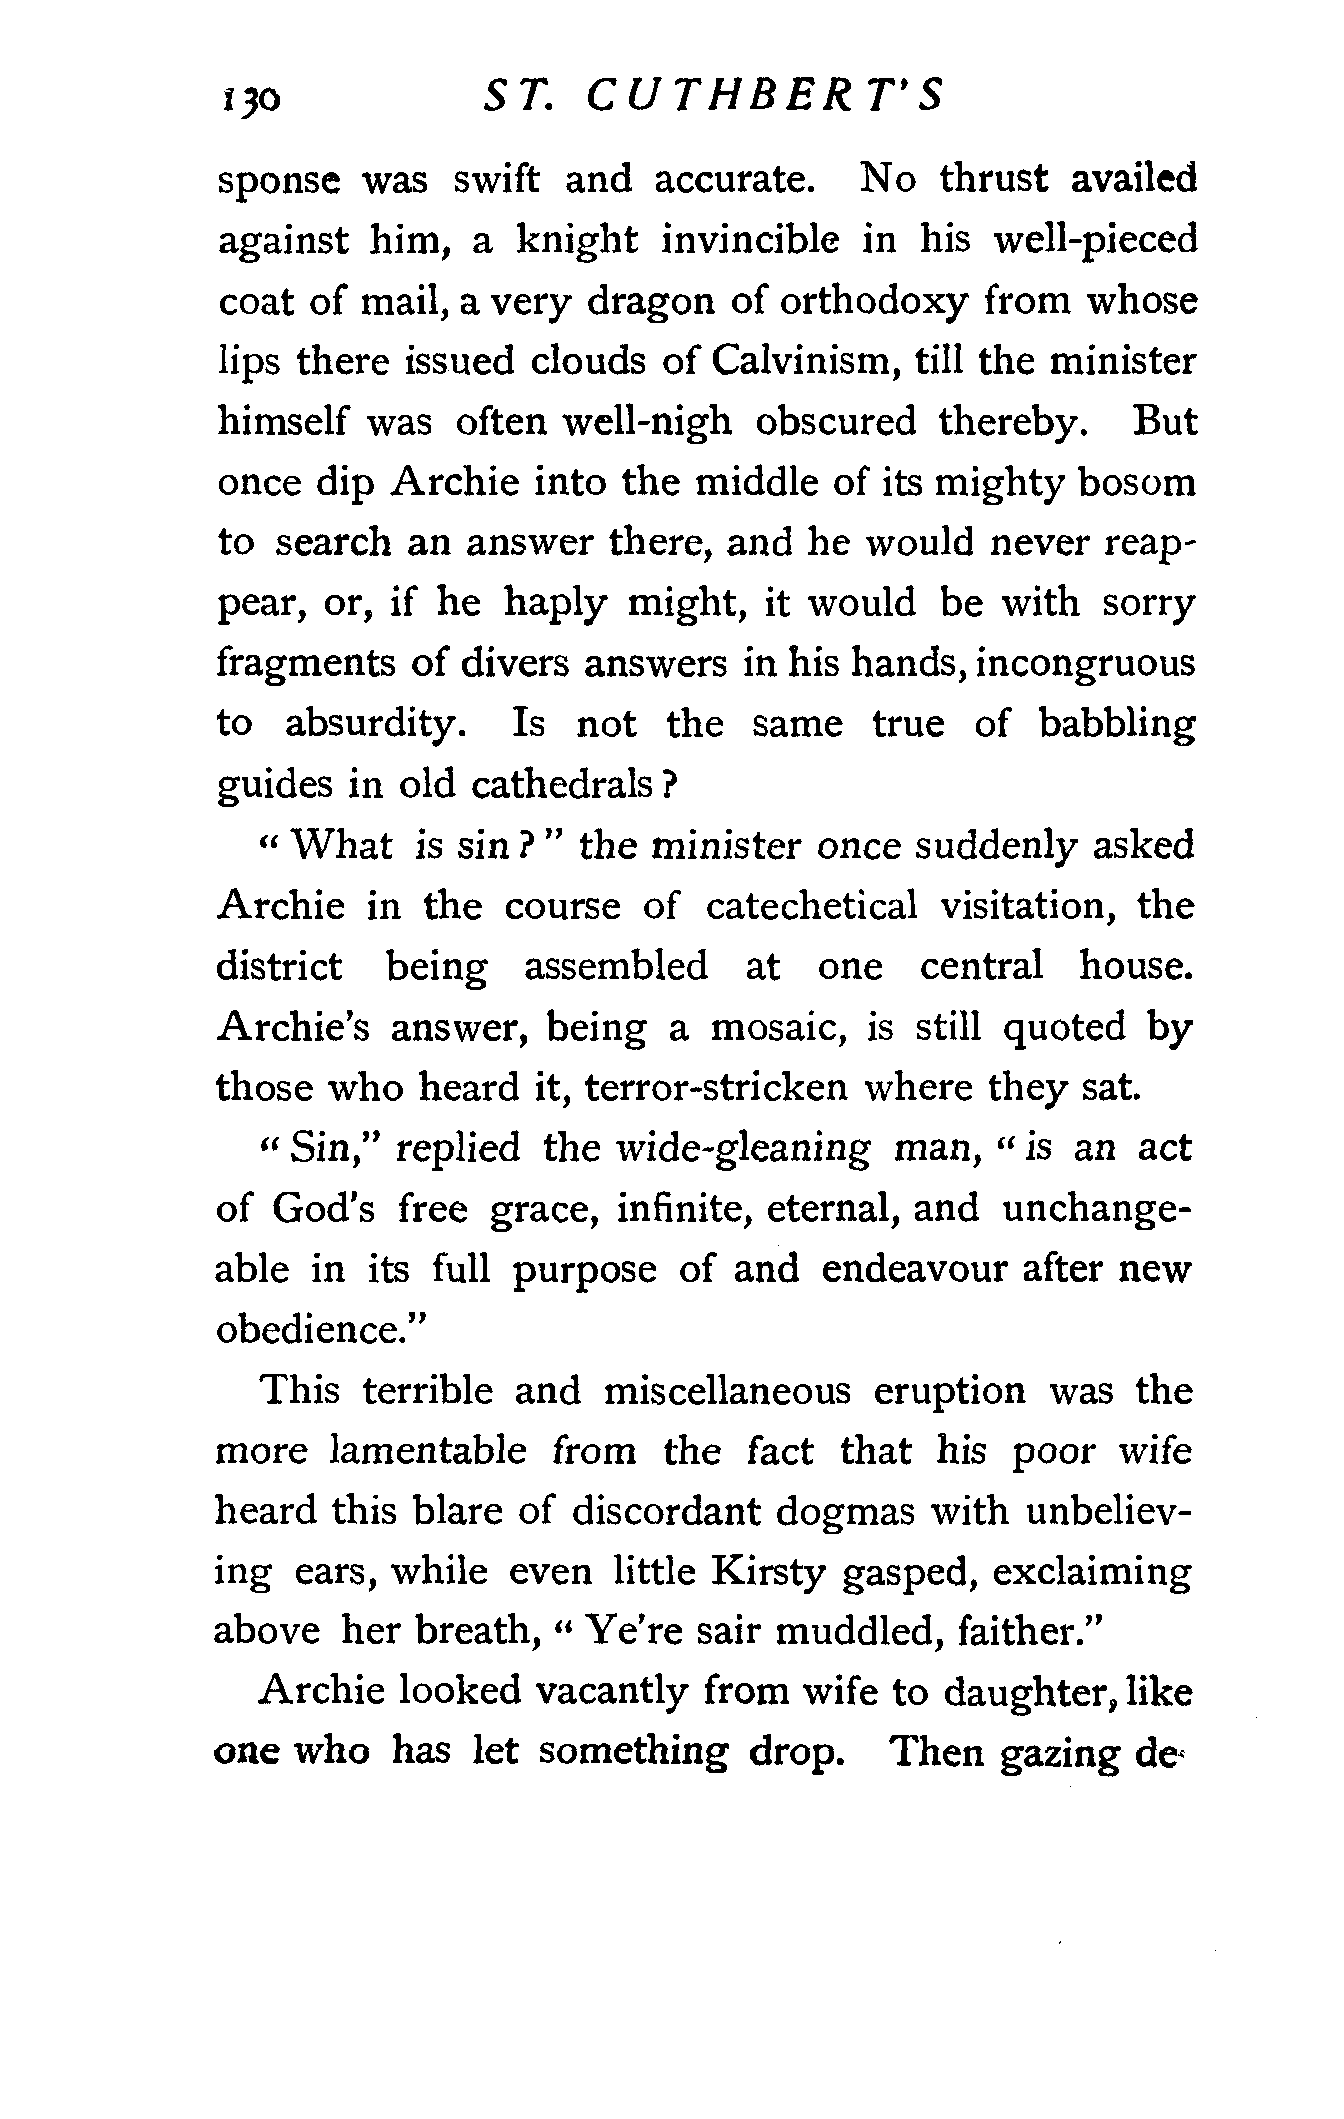 130 ST. CUTHBERT'S
sponse was swift and accurate. No thrust availed
against him, a knight invincible in his well-pieced
coat of mail, a very dragon of orthodoxy from whose
lips there issued clouds of Calvinism, till the minister
himself was often well-nigh obscured thereby. But
once dip Archie into the middle of its mighty bosom
to search an answer there, and he would never reap-
pear, or, if he haply might, it would be with sorry
fragments of divers answers in his hands, incongruous
to absurdity. Is not the same true of babbling
guides in old cathedrals ?
“ What is sin ? ” the minister once suddenly asked
Archie in the course of catechetical visitation, the
district being assembled at one central house.
Archie's answer, being a mosaic, is still quoted by
those who heard it, terror-stricken where they sat.
“ Sin,” replied the wide-gleaning man, “ is an act
of God's free grace, infinite, eternal, and unchange-
able in its full purpose of and endeavour after new
obedience.”
This terrible and miscellaneous eruption was the
more lamentable from the fact that his poor wife
heard this blare of discordant dogmas with unbeliev-
ing ears, while even little Kirsty gasped, exclaiming
above her breath, “ Ye're sair muddled, faither.”
Archie looked vacantly from wife to daughter, like
one who has let something drop. Then gazing de-